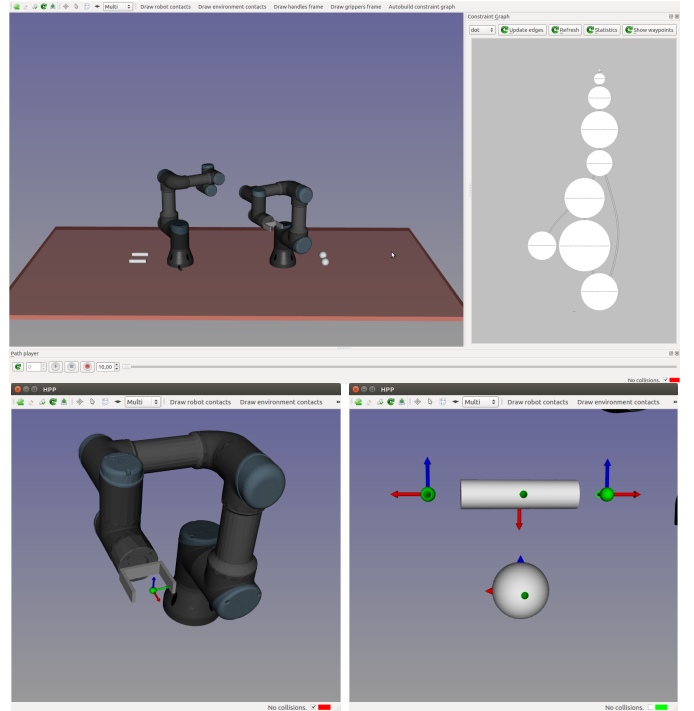 Multi Draw robot contacts Draw environment contacts Draw handles frame Draw grippers frame Autobuild constraint graph
Constraint Graph
dot Update edges Refresh Statistics Show waypoints
Path player
0 10,00
No collisions.
HPP
Multi Draw robot contacts Draw environment contacts »
No collisions.
HPP
Multi Draw robot contacts Draw environment contacts »
No collisions.